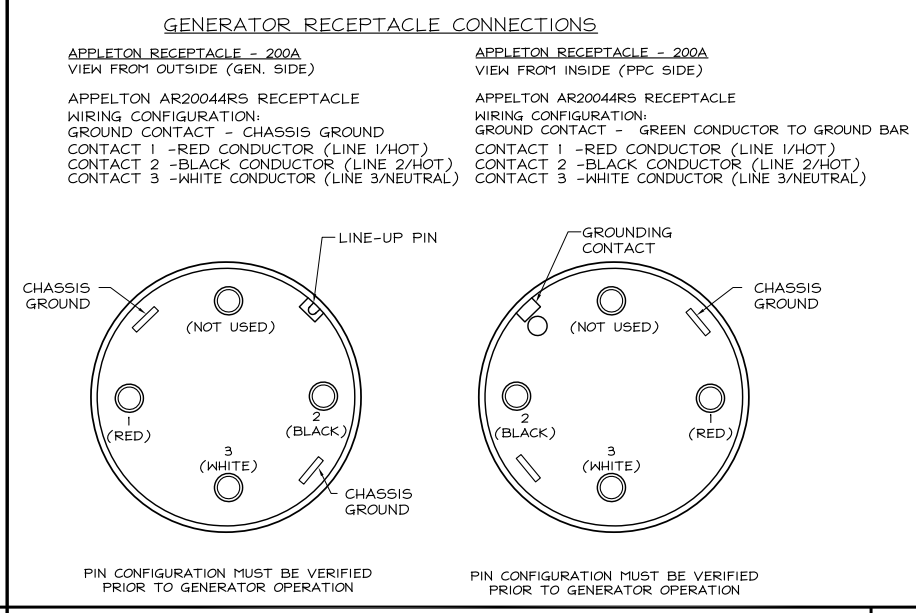 GENERATOR RECEPTACLE CONNECTIONS
APPLETON RECEPTACLE - 200A
VIEW FROM OUTSIDE (GEN. SIDE)
APPELTON AR20044RS RECEPTACLE
WIRING CONFIGURATION:
GROUND CONTACT - CHASSIS GROUND
CONTACT 1 -RED CONDUCTOR (LINE 1/HOT)
CONTACT 2 -BLACK CONDUCTOR (LINE 2/HOT)
CONTACT 3 -WHITE CONDUCTOR (LINE 3/NEUTRAL)
LINE-UP PIN
CHASSIS
GROUND
(NOT USED)
1
(RED)
2
(BLACK)
3
(WHITE)
CHASSIS
GROUND
PIN CONFIGURATION MUST BE VERIFIED
PRIOR TO GENERATOR OPERATION
APPLETON RECEPTACLE - 200A
VIEW FROM INSIDE (PPC SIDE)
APPELTON AR20044RS RECEPTACLE
WIRING CONFIGURATION:
GROUND CONTACT - GREEN CONDUCTOR TO GROUND BAR
CONTACT 1 -RED CONDUCTOR (LINE 1/HOT)
CONTACT 2 -BLACK CONDUCTOR (LINE 2/HOT)
CONTACT 3 -WHITE CONDUCTOR (LINE 3/NEUTRAL)
GROUNDING
CONTACT
CHASSIS
GROUND
(NOT USED)
2
(BLACK)
1
(RED)
3
(WHITE)
PIN CONFIGURATION MUST BE VERIFIED
PRIOR TO GENERATOR OPERATION